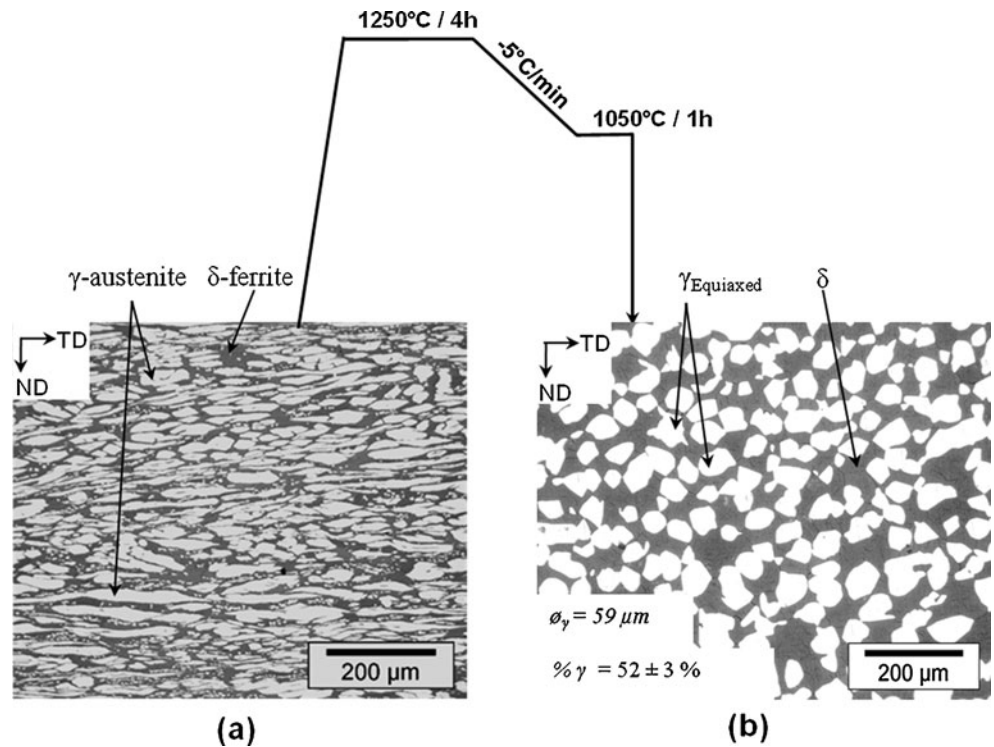 1250°C / 4h
-5°C/min
1050°C / 1h
γ-austenite
δ-ferrite
γEquiaxed
δ
TD
ND
TD
ND
øγ = 59 µm
% γ = 52 ± 3 %
200 µm
200 µm
(a)
(b)